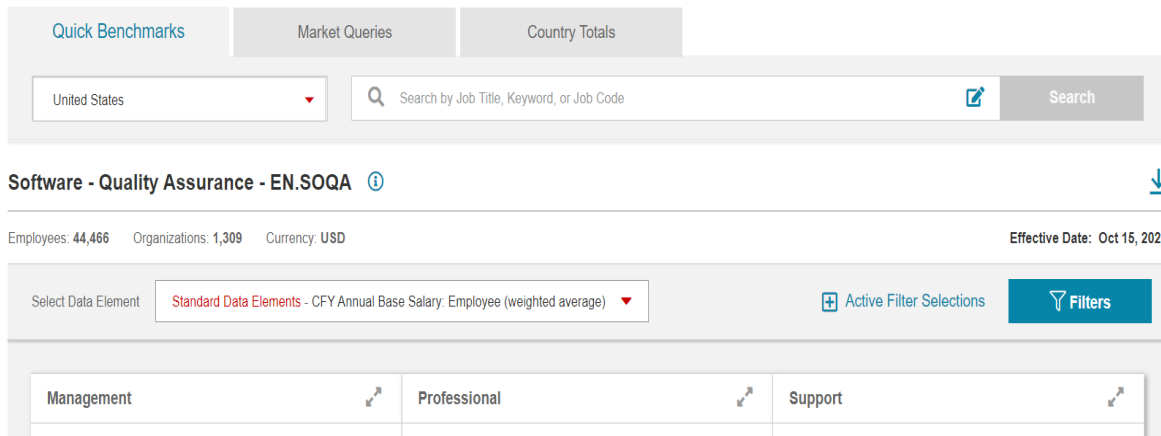 Quick Benchmarks Market Queries Country Totals
United States Search by Job Title, Keyword, or Job Code Search
Software - Quality Assurance - EN.SOQA
Employees: 44,466 Organizations: 1,309 Currency: USD Effective Date: Oct 15, 202
Select Data Element Standard Data Elements - CFY Annual Base Salary: Employee (weighted average) Active Filter Selections Filters
Management Professional Support